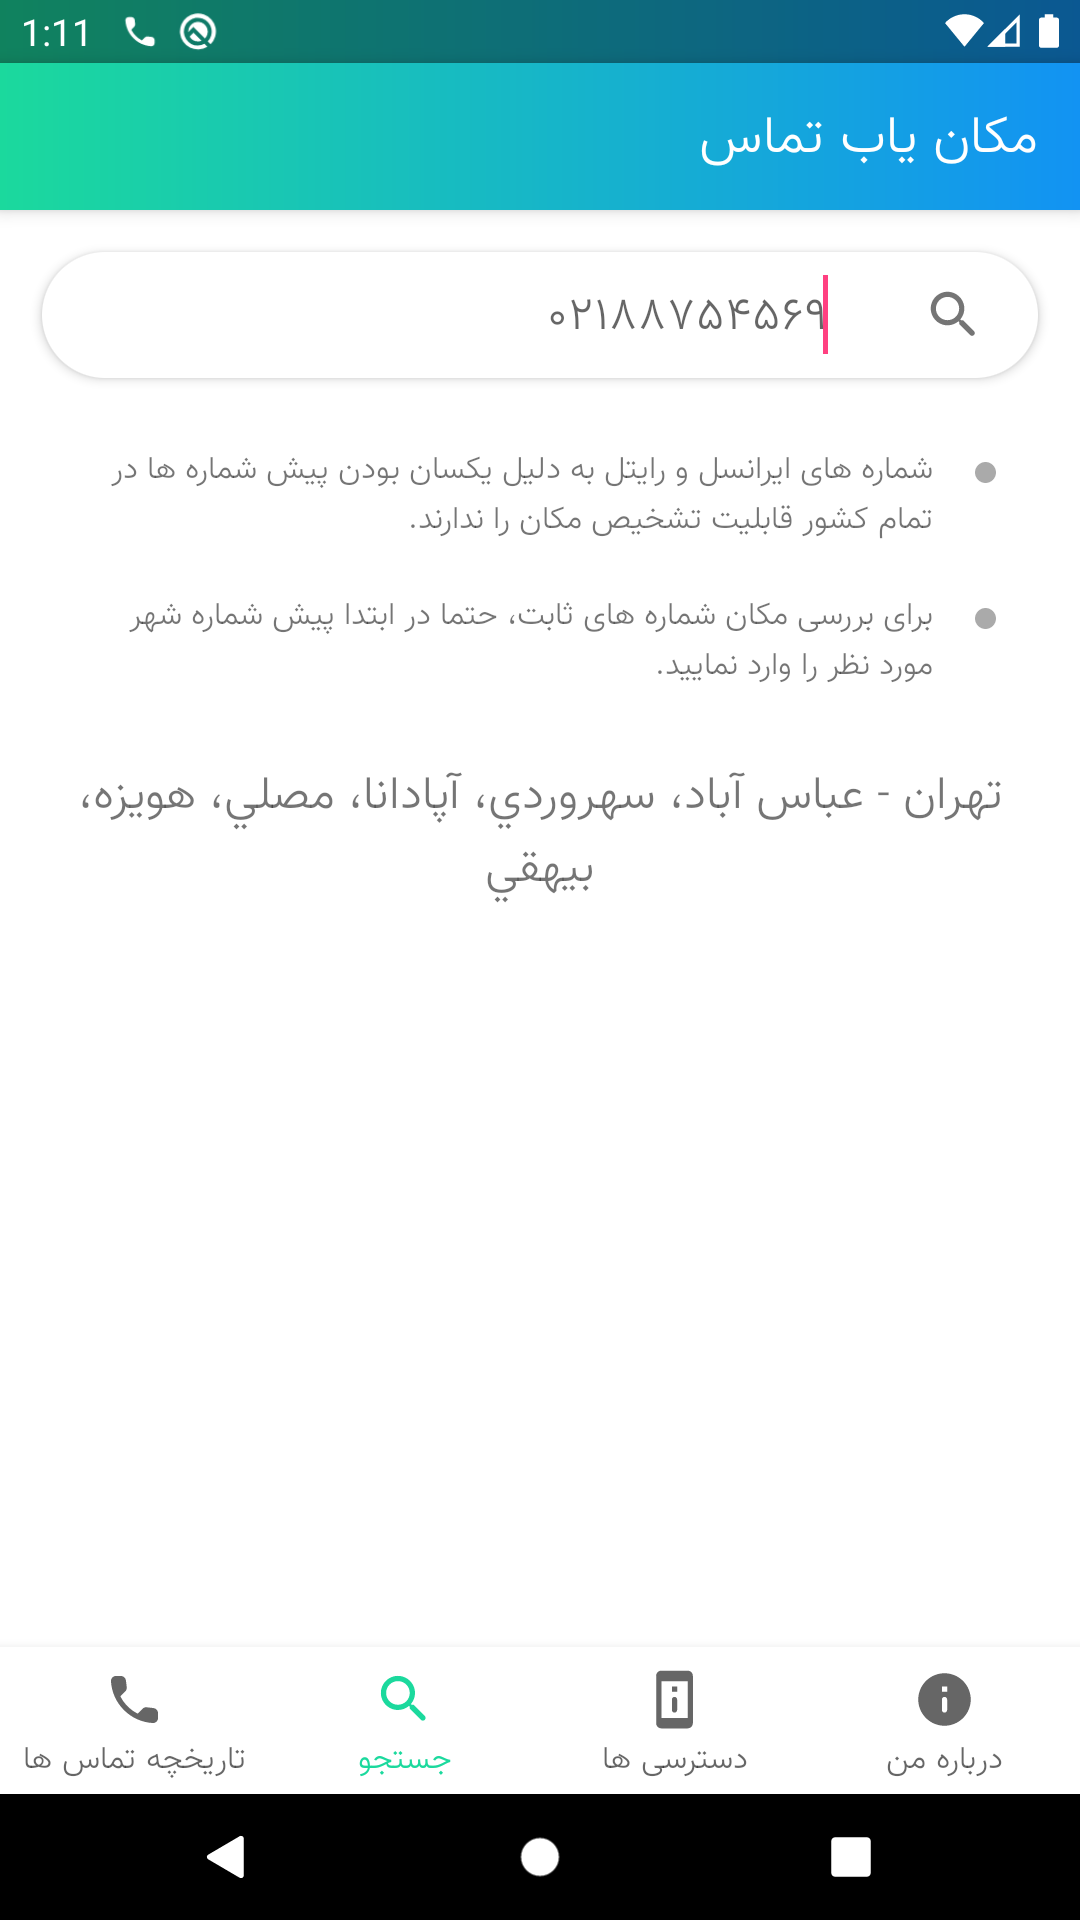 1:11
مکان یاب تماس
۰۲۱۸۸۷۵۴۵۶۹
شماره های ایرانسل و رایتل به دلیل یکسان بودن پیش شماره ها در
تمام کشور قابلیت تشخیص مکان را ندارند.
برای بررسی مکان شماره های ثابت، حتما در ابتدا پیش شماره شهر
مورد نظر را وارد نمایید.
تهران - عباس آباد، سهروردي، آپادانا، مصلي، هویزه،
بیهقي
درباره من
دسترسی ها
جستجو
تاریخچه تماس ها